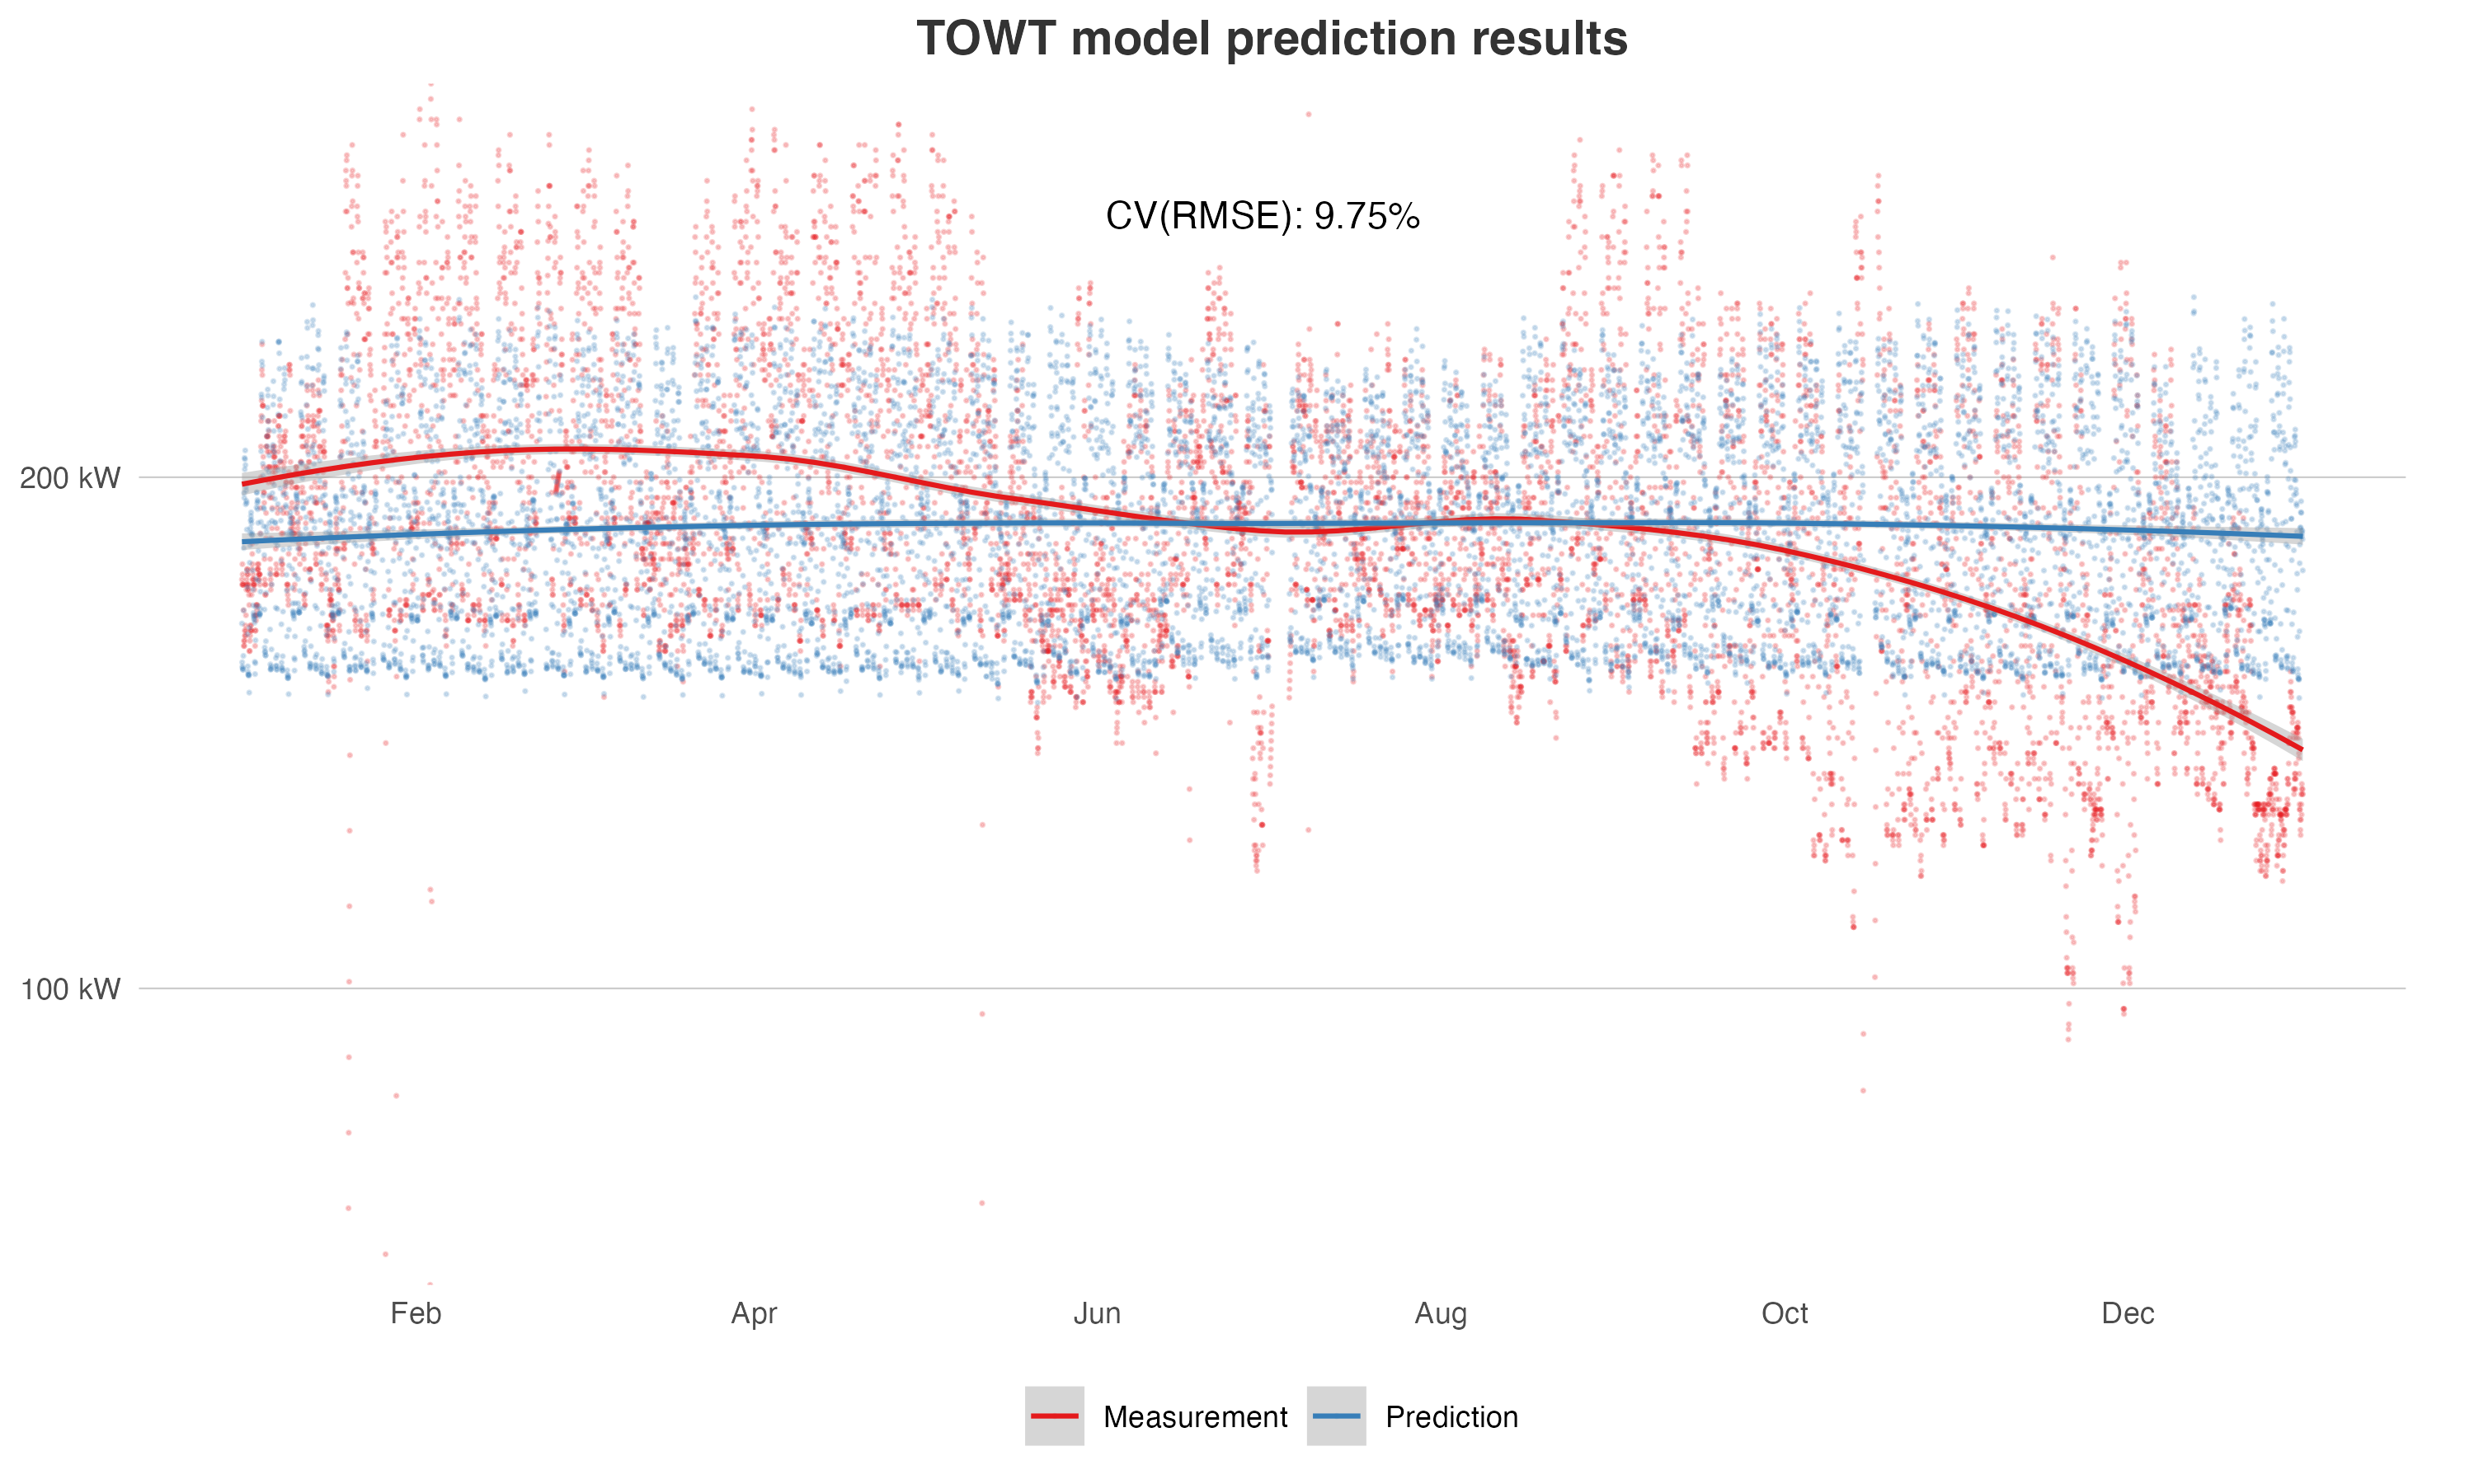 TOWT model prediction results
CV(RMSE): 9.75%
200 kW
100 kW
Feb Apr Jun Aug Oct Dec
Measurement Prediction